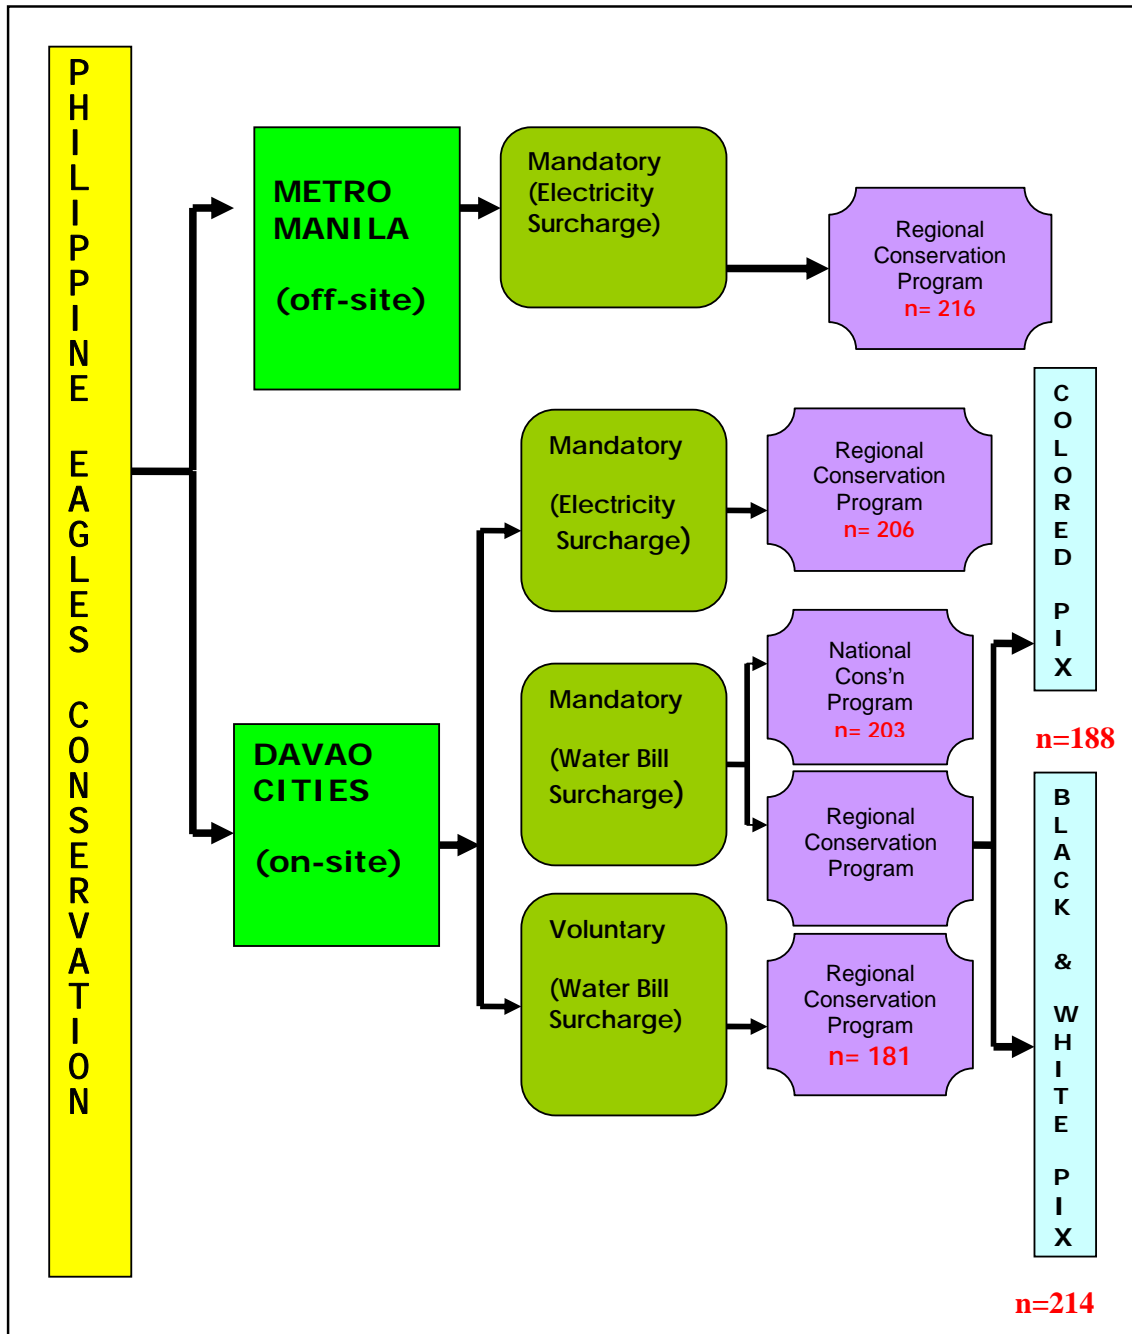 PHILIPPINE EAGLES CONSERVATION
METRO
MANILA
(off-site)
Mandatory
(Electricity
Surcharge)
Regional
Conservation
Program
n= 216
DAVAO
CITIES
(on-site)
Mandatory
(Electricity
Surcharge)
Regional
Conservation
Program
n= 206
Mandatory
(Water Bill
Surcharge)
National
Cons'n
Program
n= 203
Regional
Conservation
Program
Voluntary
(Water Bill
Surcharge)
Regional
Conservation
Program
n= 181
COLORED PIX
n=188
BLACK & WHITE PIX
n=214